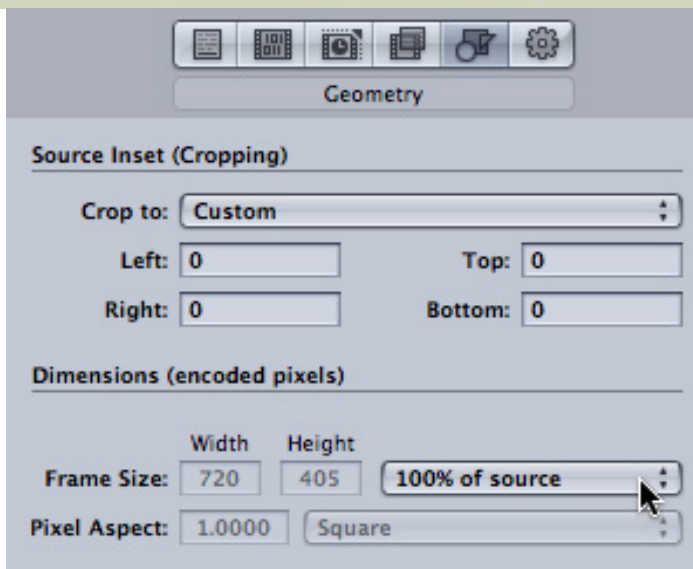 Geometry
Source Inset (Cropping)
Crop to: Custom
Left: 0 Top: 0
Right: 0 Bottom: 0
Dimensions (encoded pixels)
Width Height
Frame Size: 720 405 100% of source
Pixel Aspect: 1.0000 Square